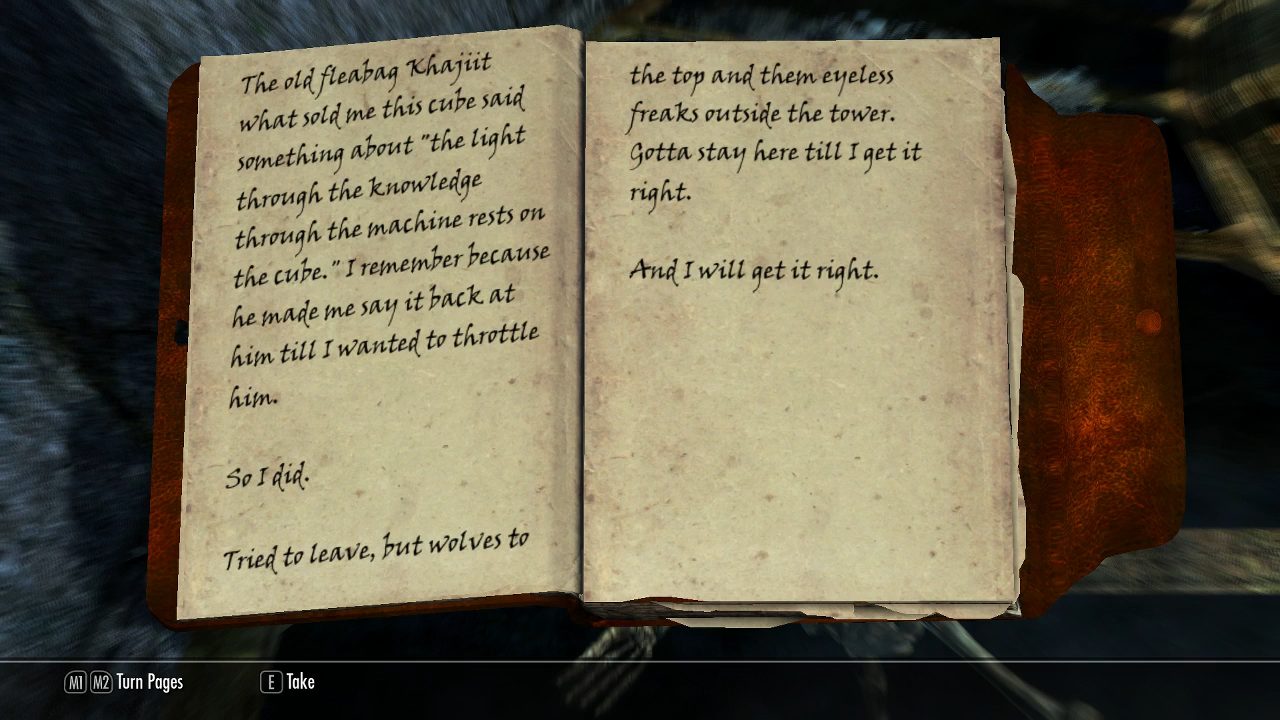 The old fleabag Khajiit
what sold me this cube said
something about "the light
through the knowledge
through the machine rests on
the cube." I remember because
he made me say it back at
him till I wanted to throttle
him.
So I did.
Tried to leave, but wolves to
the top and them eyeless
freaks outside the tower.
Gotta stay here till I get it
right.
And I will get it right.
M1 M2 Turn Pages
E Take